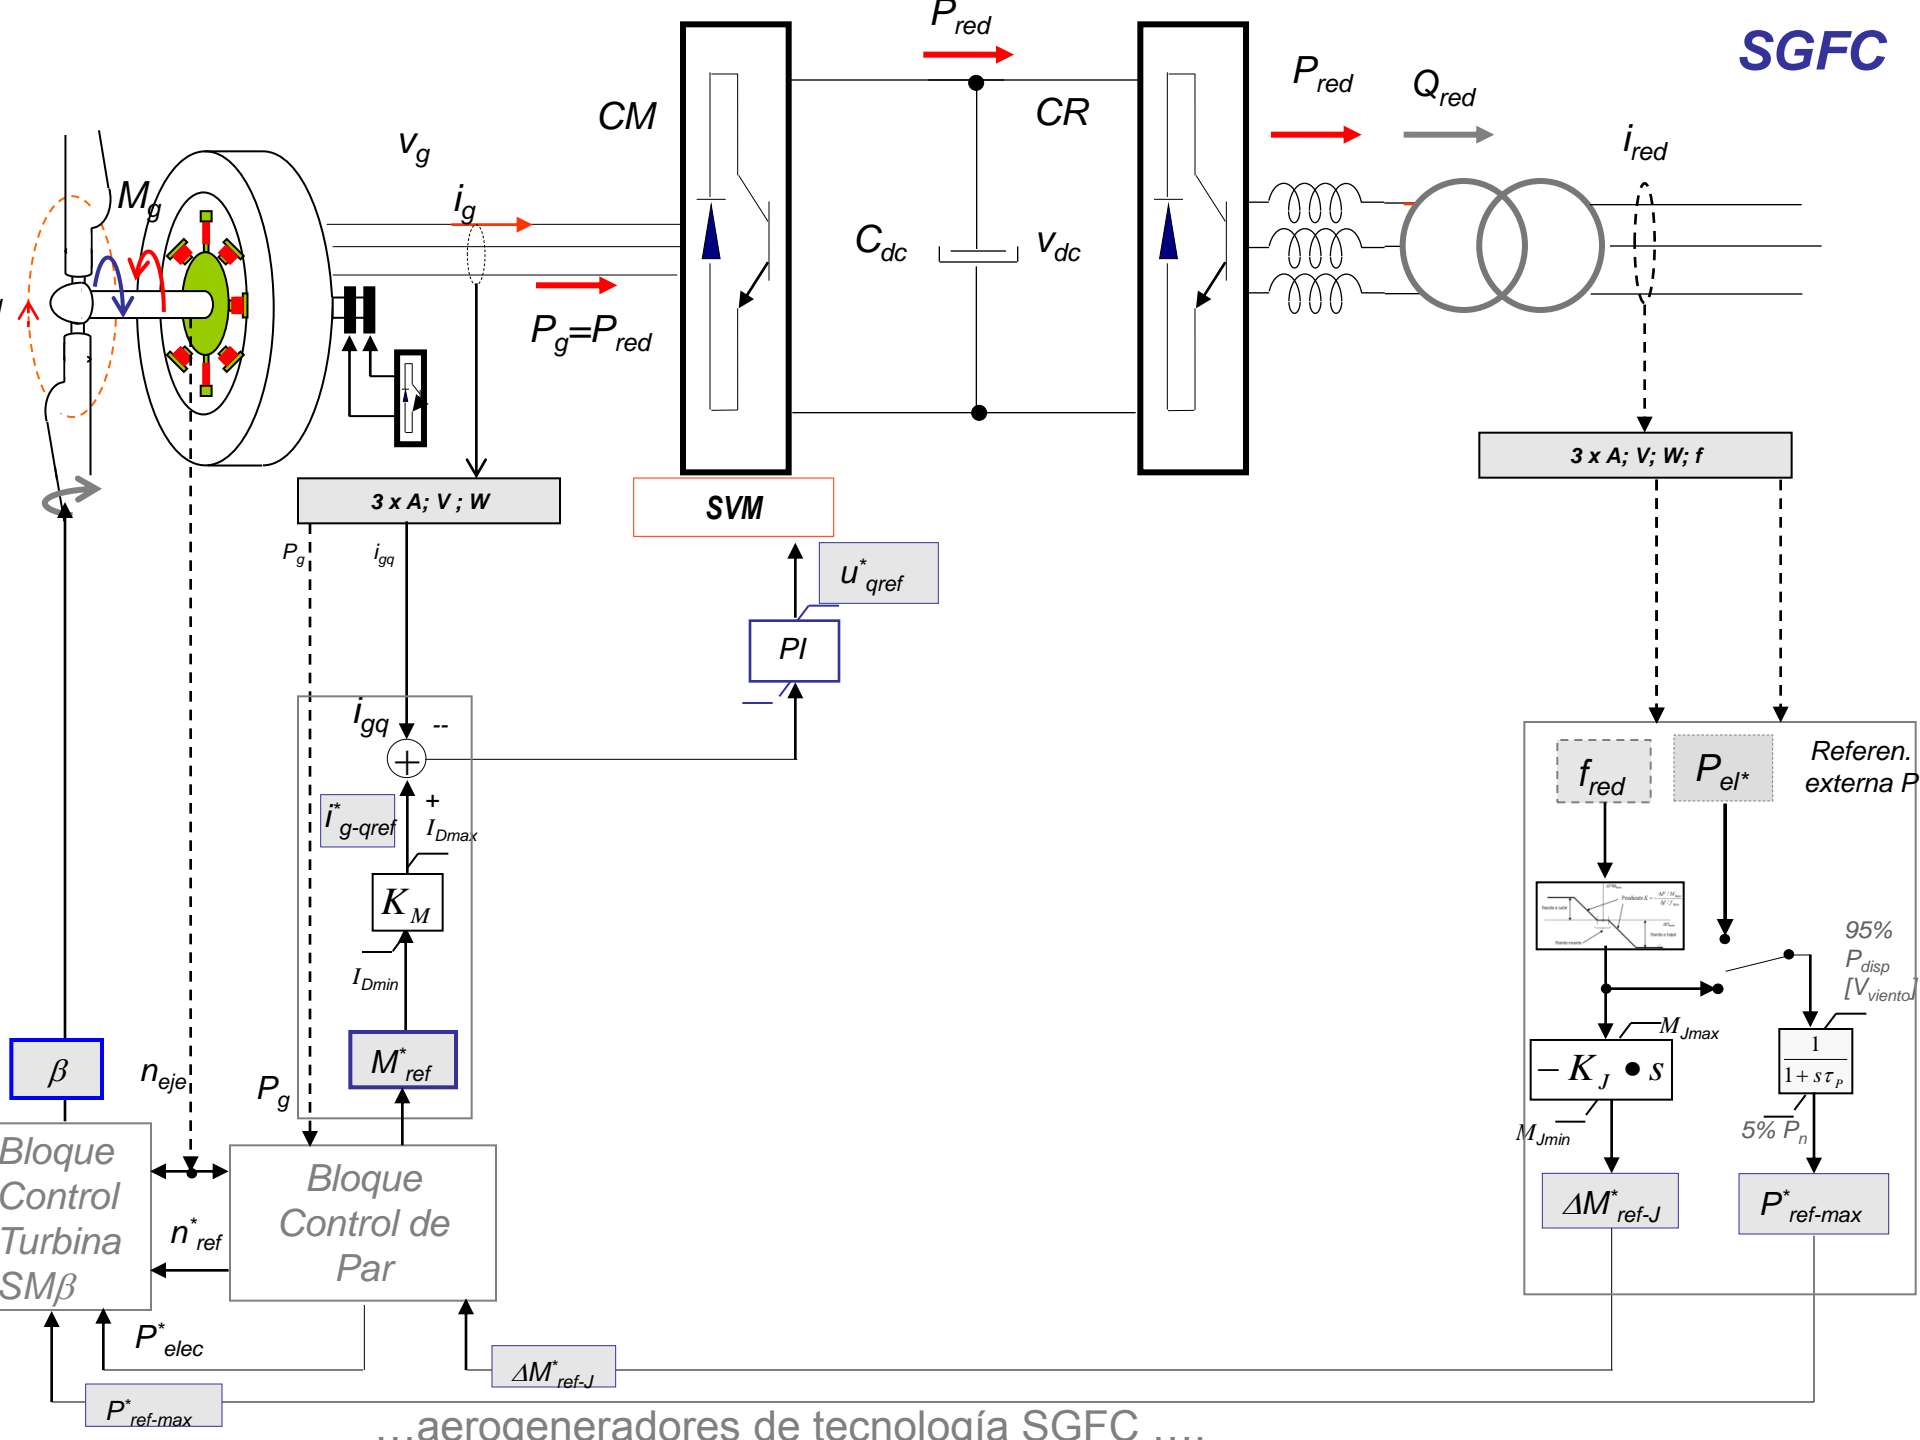 P_red
SGFC
P_red
Q_red
CM
CR
v_g
i_red
M_g
i_g
C_dc
v_dc
P_g=P_red
3 x A; V; W; f
3 x A; V ; W
SVM
P_g
i_gq
u*_qref
PI
i_gq
--
f_red
P_el*
Referen.
externa P
i*_g-qref
+
I_Dmax
K_M
95%
P_disp
[V_viento]
I_Dmin
M_Jmax
M*_ref
β
n_eje
P_g
− K_J • s
1
1 + sτ_P
M_Jmin
5% P_n
Bloque
Control
Turbina
SMβ
Bloque
Control de
Par
n*_ref
ΔM*_ref-J
P*_ref-max
P*_elec
ΔM*_ref-J
P*_ref-max
…aerogeneradores de tecnología SGFC ….